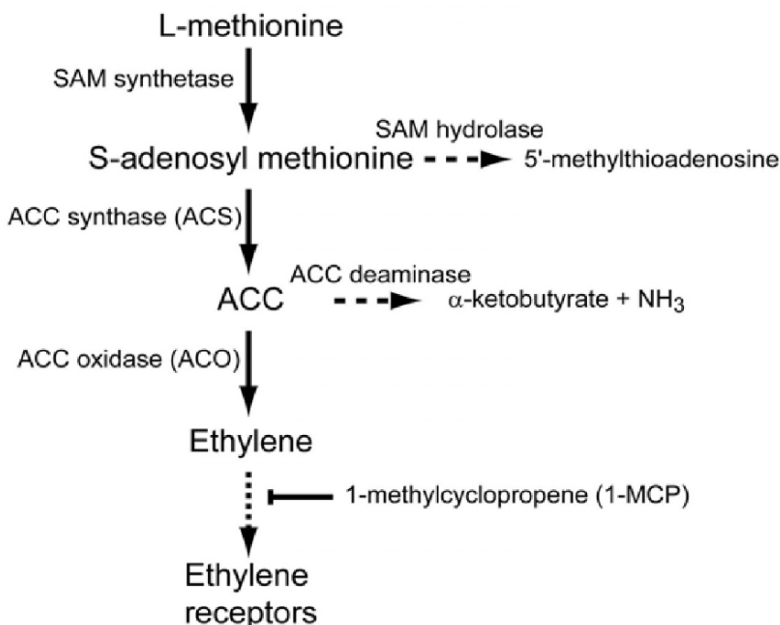 L-methionine
SAM synthetase
SAM hydrolase
S-adenosyl methionine
5'-methylthioadenosine
ACC synthase (ACS)
ACC deaminase
ACC
α-ketobutyrate + NH₃
ACC oxidase (ACO)
Ethylene
1-methylcyclopropene (1-MCP)
Ethylene
receptors